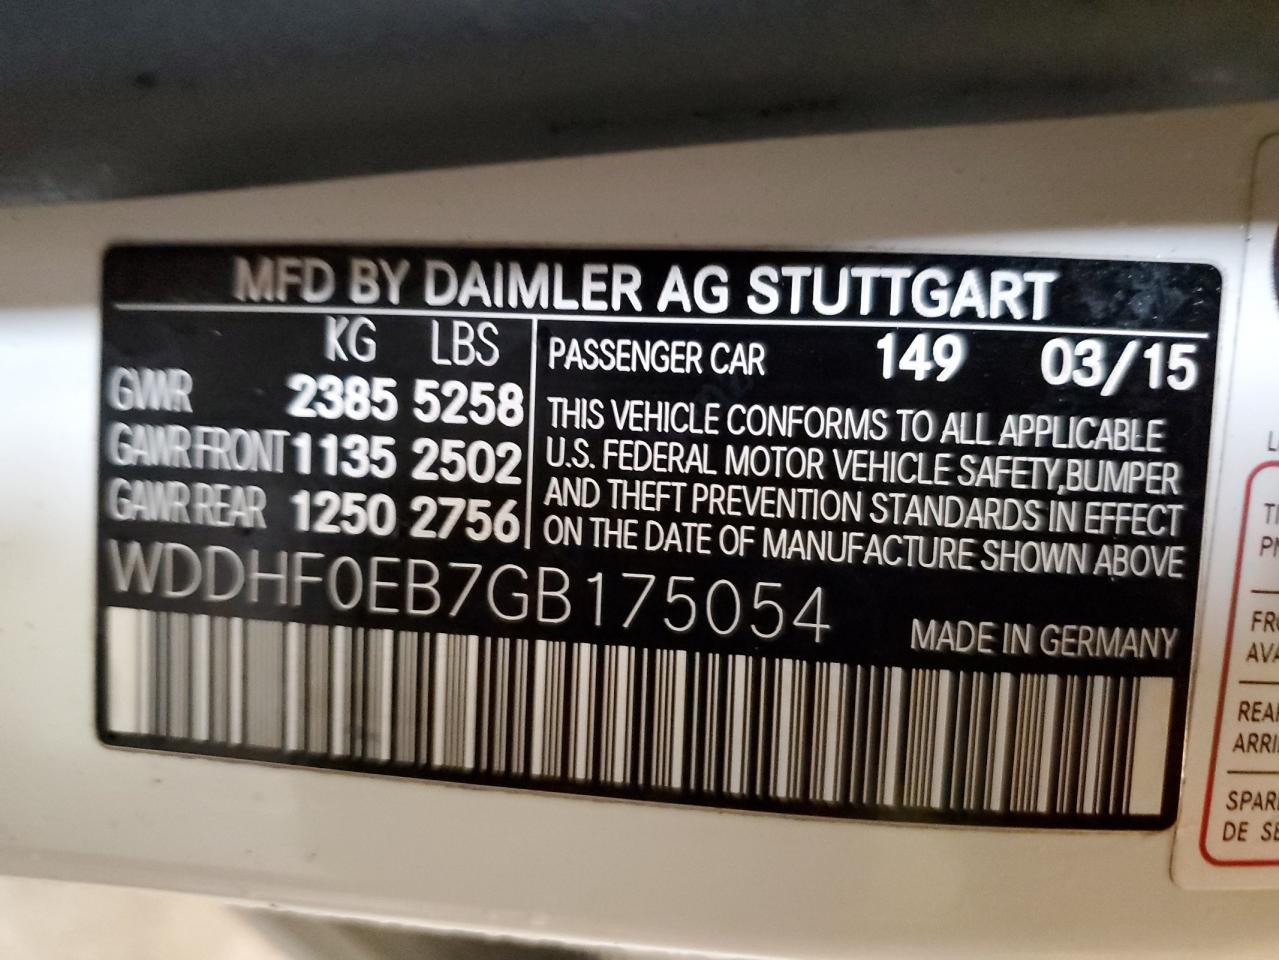 MFD BY DAIMLER AG STUTTGART
KG LBS
GVWR 2385 5258
GAWR FRONT 1135 2502
GAWR REAR 1250 2756
PASSENGER CAR 149 03/15
THIS VEHICLE CONFORMS TO ALL APPLICABLE
U.S. FEDERAL MOTOR VEHICLE SAFETY, BUMPER
AND THEFT PREVENTION STANDARDS IN EFFECT
ON THE DATE OF MANUFACTURE SHOWN ABOVE
WDDHF0EB7GB175054
MADE IN GERMANY
DE